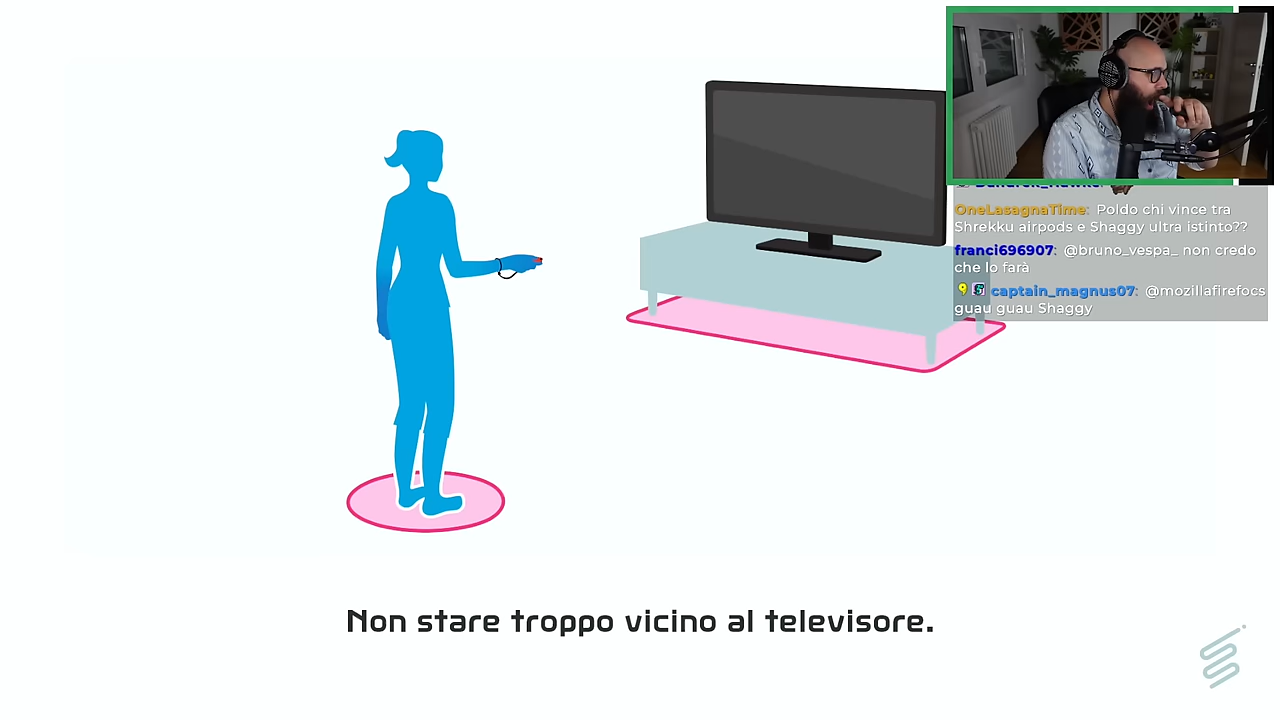 OneLasagnaTime: Poldo chi vince tra
Shrekku airpods e Shaggy ultra istinto??
franci696907: @bruno_vespa_ non credo
che lo farà
captain_magnus07: @mozillafirefocs
guau guau Shaggy
Non stare troppo vicino al televisore.